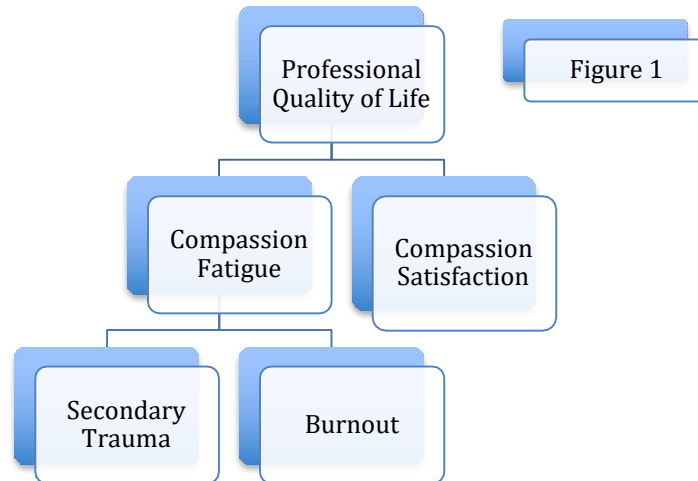 Professional
Quality of Life
Figure 1
Compassion
Fatigue
Compassion
Satisfaction
Secondary
Trauma
Burnout